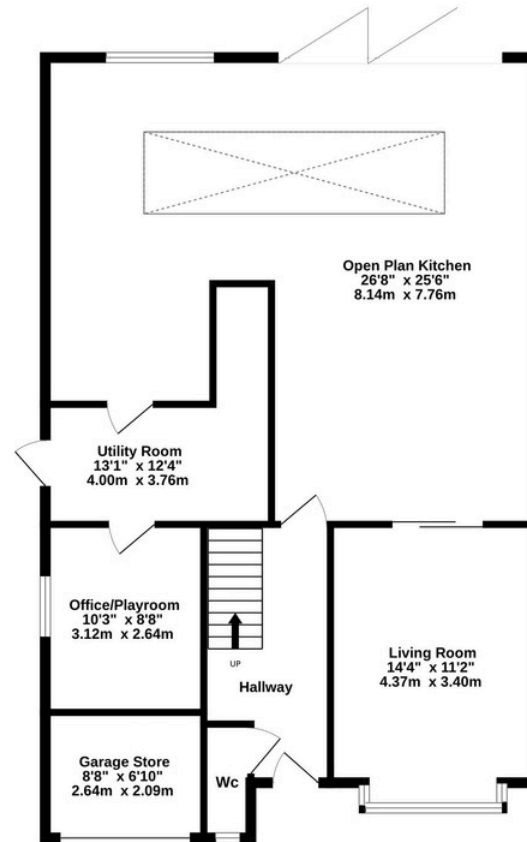 Open Plan Kitchen
26'8" x 25'6"
8.14m x 7.76m
Utility Room
13'1" x 12'4"
4.00m x 3.76m
Office/Playroom
10'3" x 8'8"
3.12m x 2.64m
UP
Hallway
Living Room
14'4" x 11'2"
4.37m x 3.40m
Garage Store
8'8" x 6'10"
2.64m x 2.09m
Wc